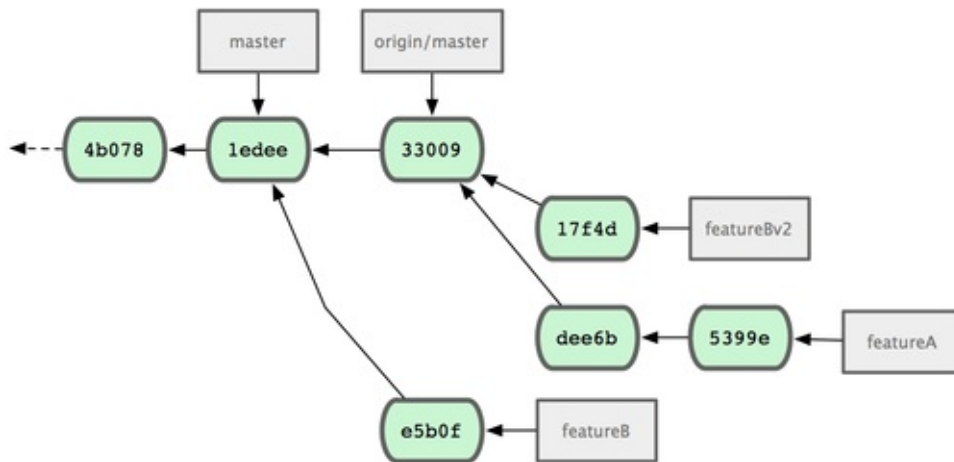 master
origin/master
4b078
1edee
33009
17f4d
featureBv2
dee6b
5399e
featureA
e5b0f
featureB